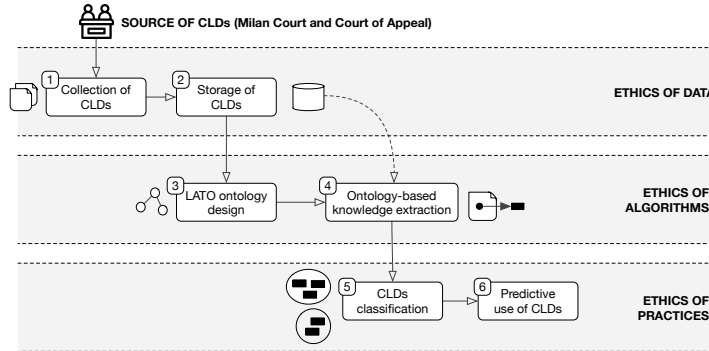 SOURCE OF CLDs (Milan Court and Court of Appeal)
1
Collection of
CLDs
2
Storage of
CLDs
ETHICS OF DATA
3
LATO ontology
design
4
Ontology-based
knowledge extraction
ETHICS OF
ALGORITHMS
5
CLDs
classification
6
Predictive
use of CLDs
ETHICS OF
PRACTICES